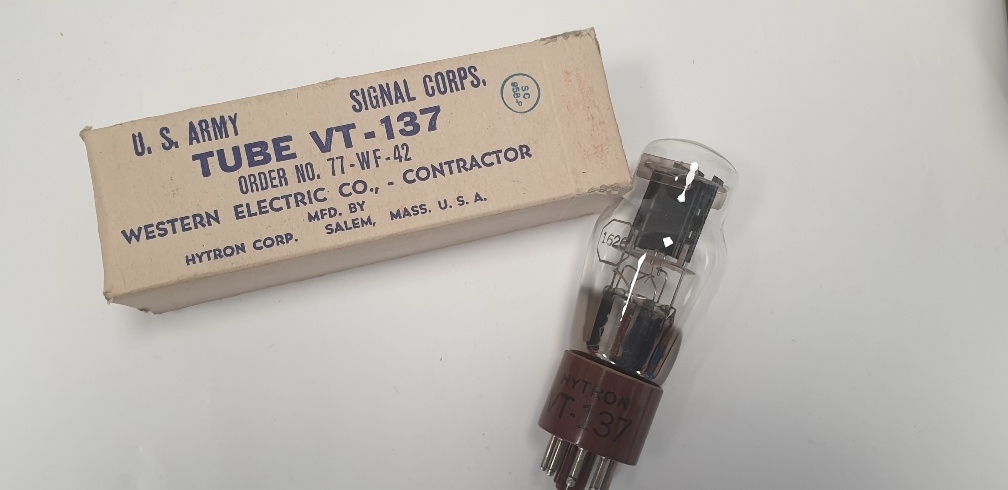 U. S. ARMY SIGNAL CORPS.
TUBE VT-137
ORDER NO. 77-WF-42
WESTERN ELECTRIC CO., - CONTRACTOR
MFD. BY
HYTRON CORP. SALEM, MASS. U. S. A.
SC
1626
HYTRON
VT-137